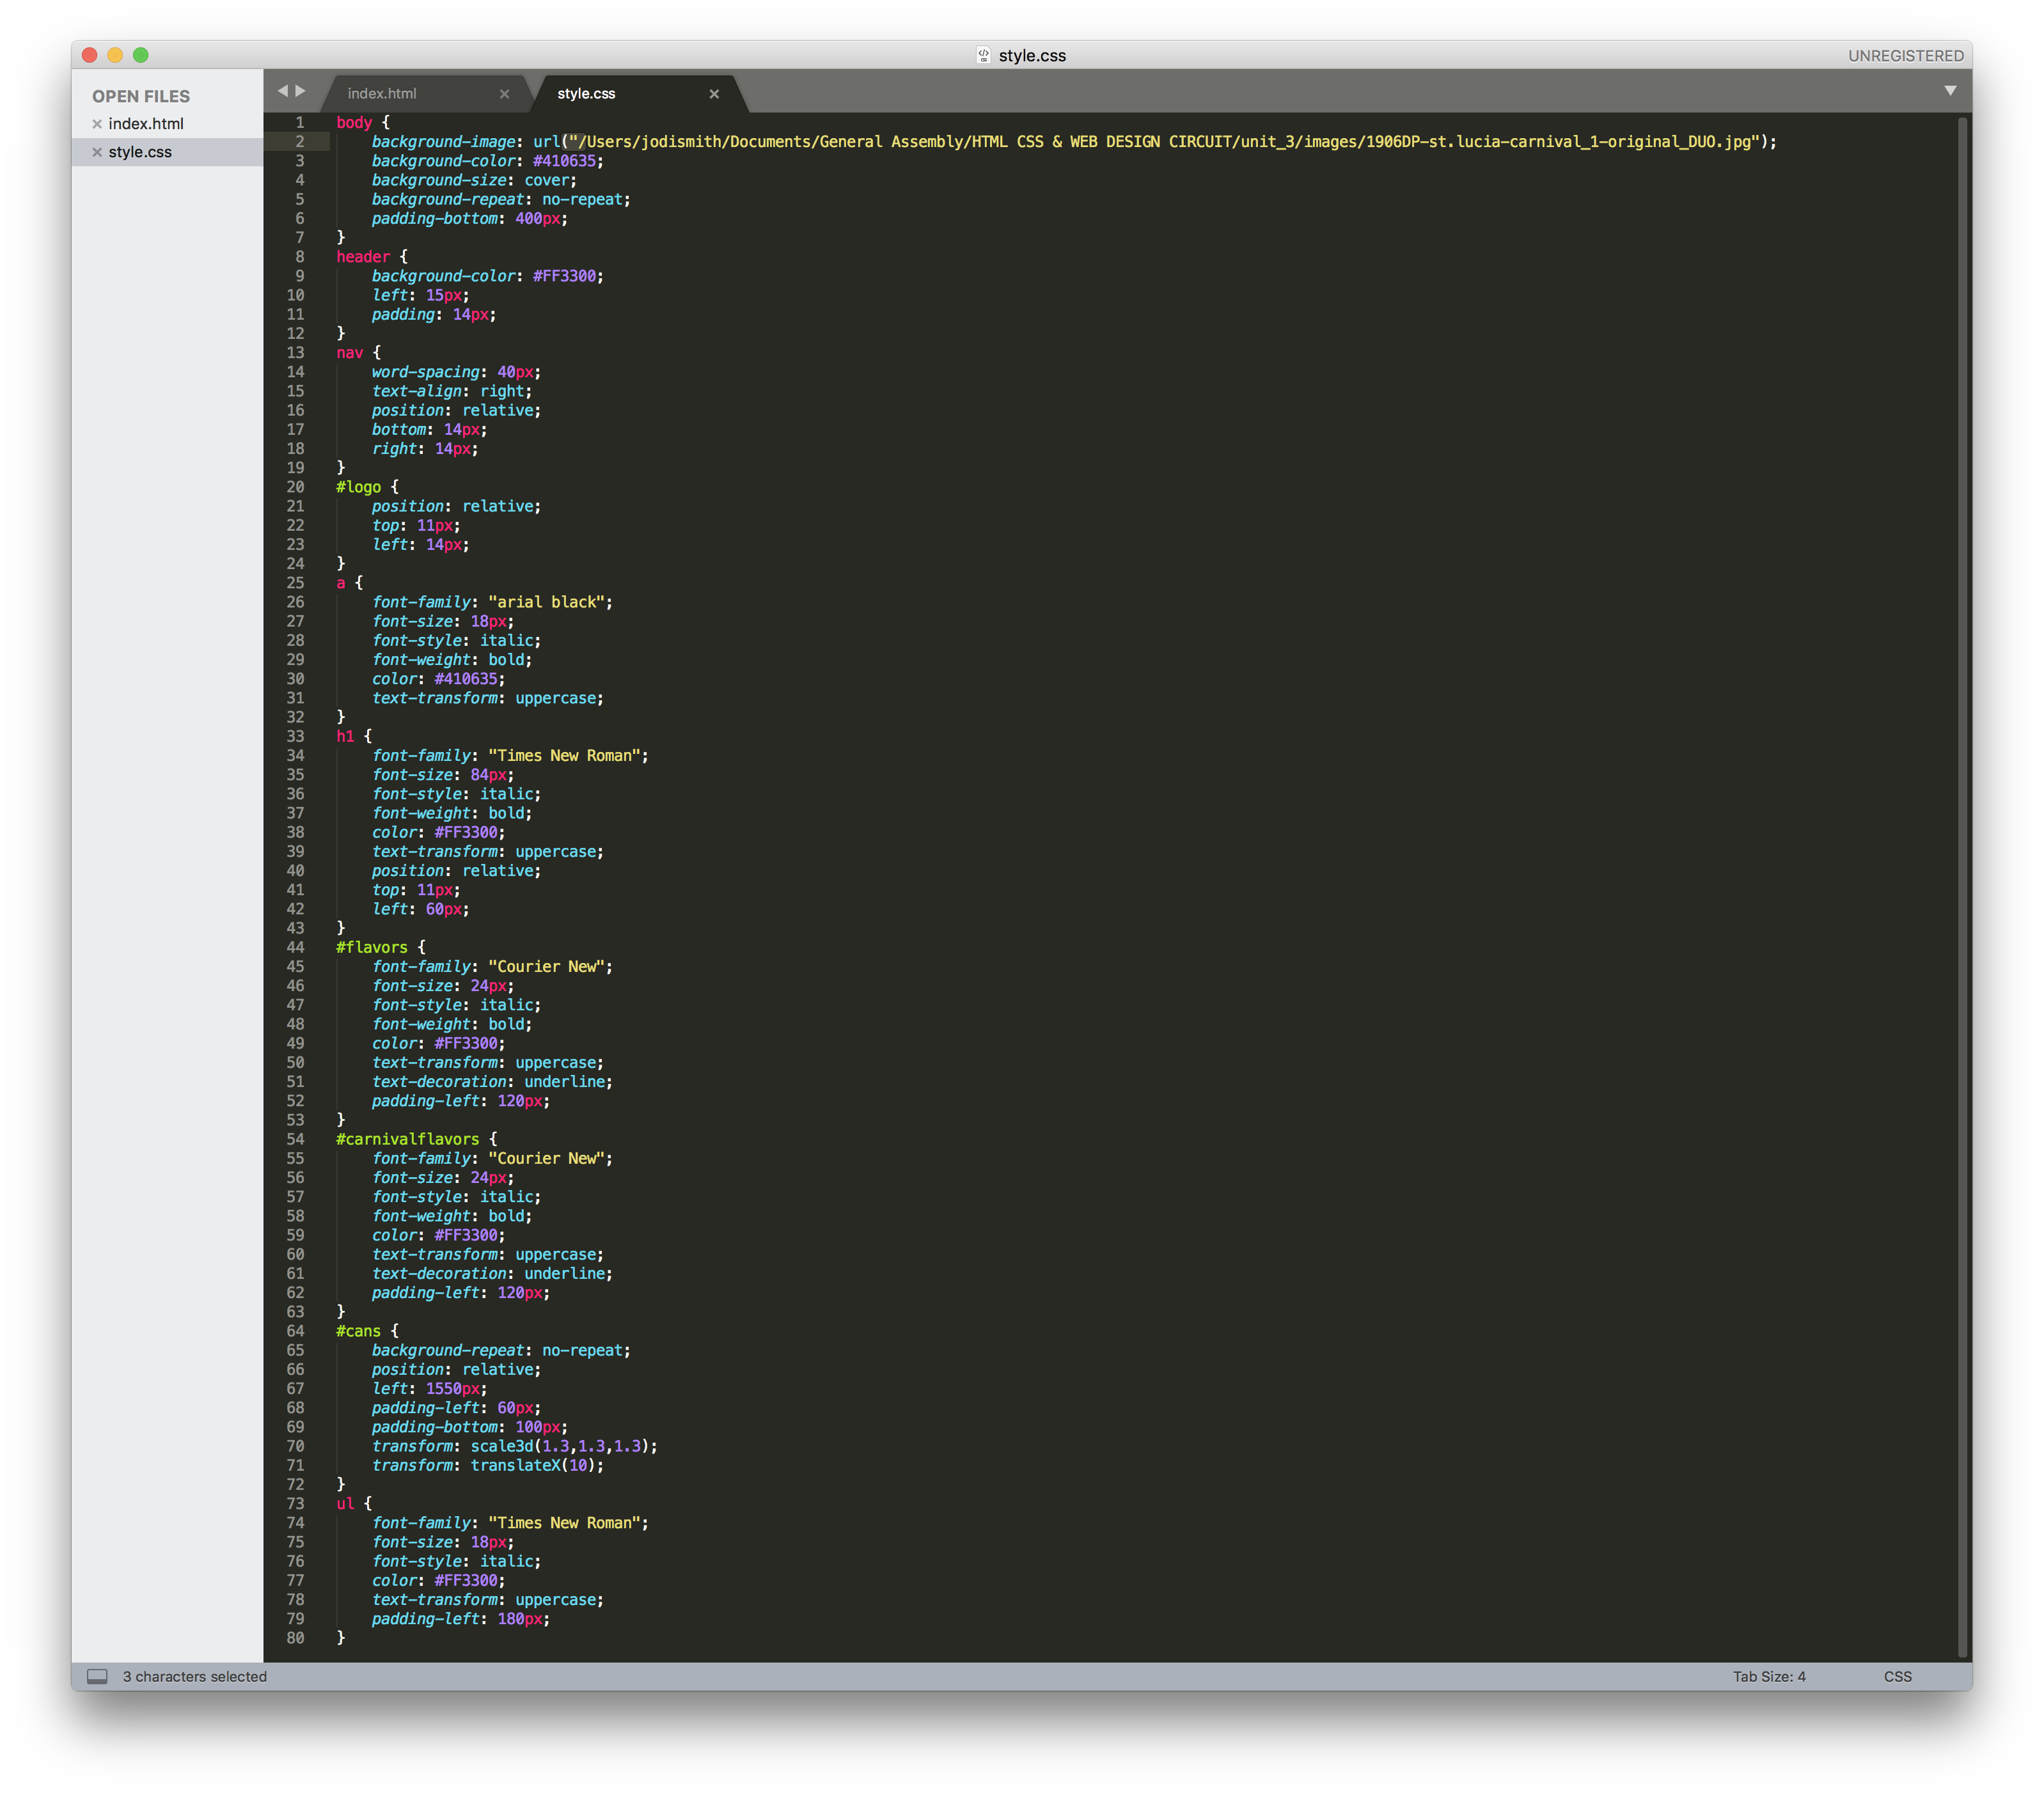 style.css
UNREGISTERED
OPEN FILES
index.html
style.css
index.html
style.css
1 body {
2 background-image: url("/Users/jodismith/Documents/General Assembly/HTML CSS & WEB DESIGN CIRCUIT/unit_3/images/1906DP-st.lucia-carnival_1-original_DUO.jpg");
3 background-color: #410635;
4 background-size: cover;
5 background-repeat: no-repeat;
6 padding-bottom: 400px;
7 }
8 header {
9 background-color: #FF3300;
10 left: 15px;
11 padding: 14px;
12 }
13 nav {
14 word-spacing: 40px;
15 text-align: right;
16 position: relative;
17 bottom: 14px;
18 right: 14px;
19 }
20 #logo {
21 position: relative;
22 top: 11px;
23 left: 14px;
24 }
25 a {
26 font-family: "arial black";
27 font-size: 18px;
28 font-style: italic;
29 font-weight: bold;
30 color: #410635;
31 text-transform: uppercase;
32 }
33 h1 {
34 font-family: "Times New Roman";
35 font-size: 84px;
36 font-style: italic;
37 font-weight: bold;
38 color: #FF3300;
39 text-transform: uppercase;
40 position: relative;
41 top: 11px;
42 left: 60px;
43 }
44 #flavors {
45 font-family: "Courier New";
46 font-size: 24px;
47 font-style: italic;
48 font-weight: bold;
49 color: #FF3300;
50 text-transform: uppercase;
51 text-decoration: underline;
52 padding-left: 120px;
53 }
54 #carnivalflavors {
55 font-family: "Courier New";
56 font-size: 24px;
57 font-style: italic;
58 font-weight: bold;
59 color: #FF3300;
60 text-transform: uppercase;
61 text-decoration: underline;
62 padding-left: 120px;
63 }
64 #cans {
65 background-repeat: no-repeat;
66 position: relative;
67 left: 1550px;
68 padding-left: 60px;
69 padding-bottom: 100px;
70 transform: scale3d(1.3,1.3,1.3);
71 transform: translateX(10);
72 }
73 ul {
74 font-family: "Times New Roman";
75 font-size: 18px;
76 font-style: italic;
77 color: #FF3300;
78 text-transform: uppercase;
79 padding-left: 180px;
80 }
3 characters selected
Tab Size: 4
CSS